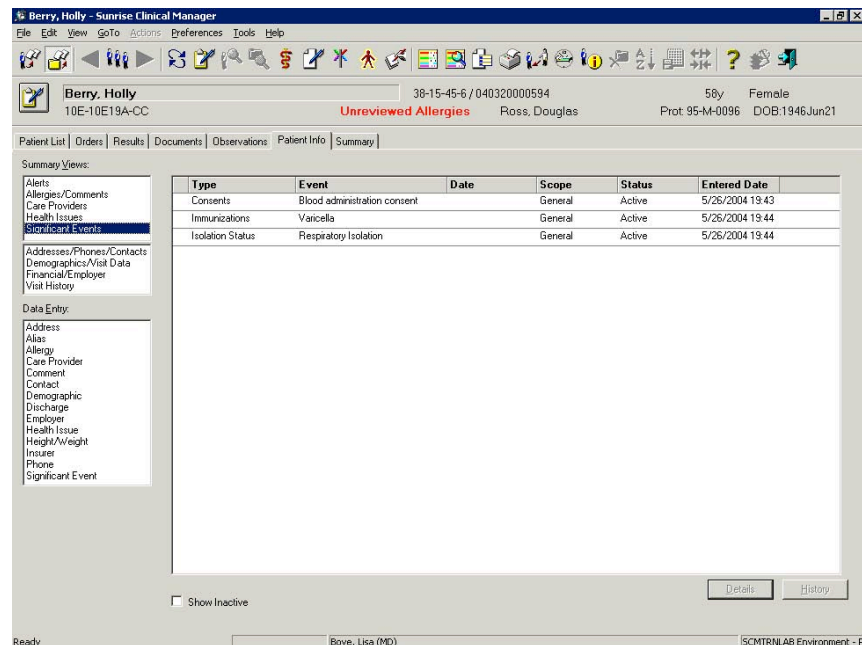 Berry, Holly - Sunrise Clinical Manager
File Edit View GoTo Actions Preferences Tools Help
Berry, Holly 38-15-45-6 / 040320000594 58y Female
10E-10E19A-CC Unreviewed Allergies Ross, Douglas Prot: 95-M-0096 DOB:1946Jun21
Patient List Orders Results Documents Observations Patient Info Summary
Summary Views:
Alerts
Allergies/Comments
Care Providers
Health Issues
Significant Events
Addresses/Phones/Contacts
Demographics/Visit Data
Financial/Employer
Visit History
Data Entry:
Address
Alias
Allergy
Care Provider
Comment
Contact
Demographic
Discharge
Employer
Health Issue
Height/Weight
Insurer
Phone
Significant Event
Type Event Date Scope Status Entered Date
Consents Blood administration consent General Active 5/26/2004 19:43
Immunizations Varicella General Active 5/26/2004 19:44
Isolation Status Respiratory Isolation General Active 5/26/2004 19:44
Show Inactive
Details History
Ready Boye, Lisa (MD) SCMTRNLAB Environment - P